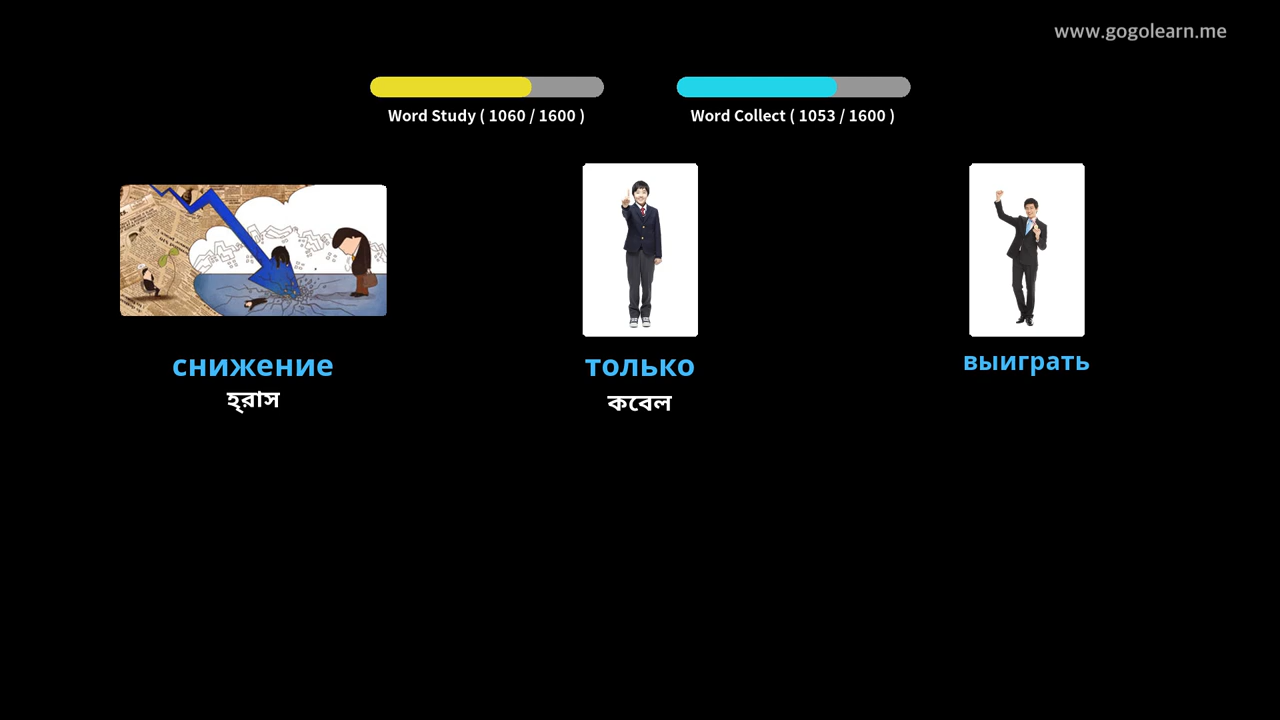 www.gogolearn.me
Word Study ( 1060 / 1600 )
Word Collect ( 1053 / 1600 )
снижение
হ্রাস
только
কেবল
выиграть